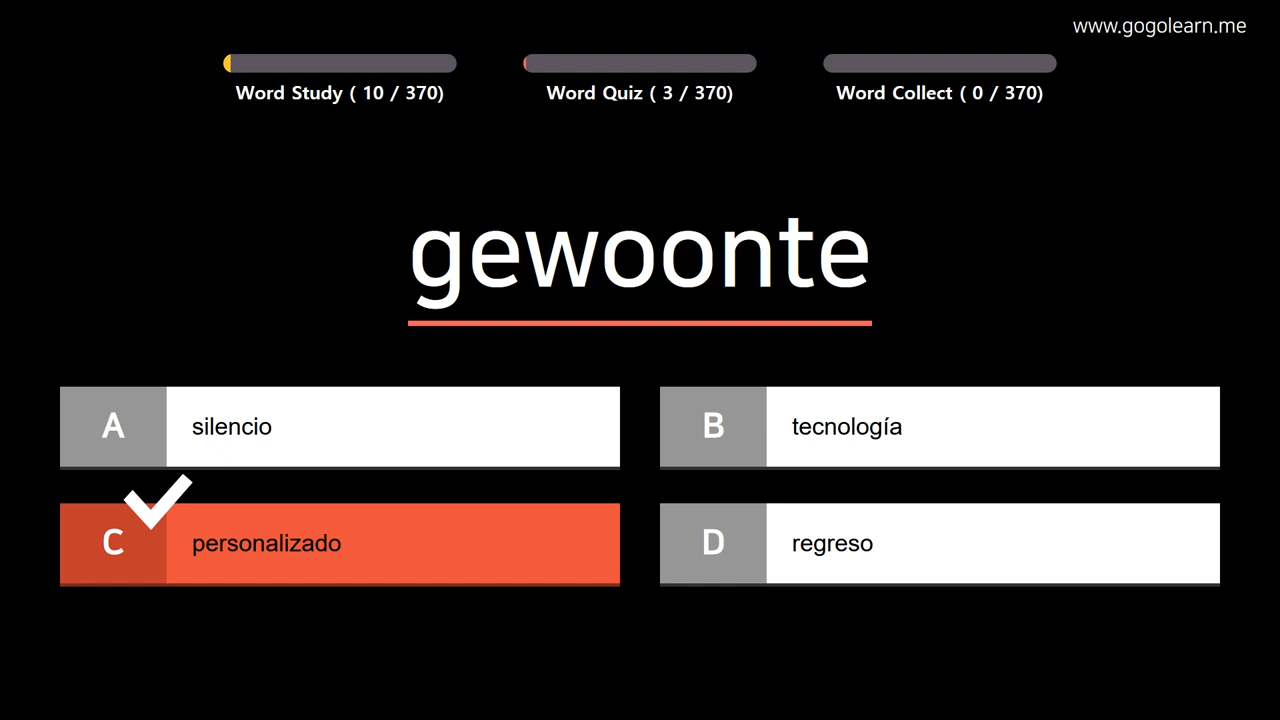 www.gogolearn.me
Word Study ( 10 / 370)
Word Quiz ( 3 / 370)
Word Collect ( 0 / 370)
gewoonte
A silencio
B tecnología
C personalizado
D regreso